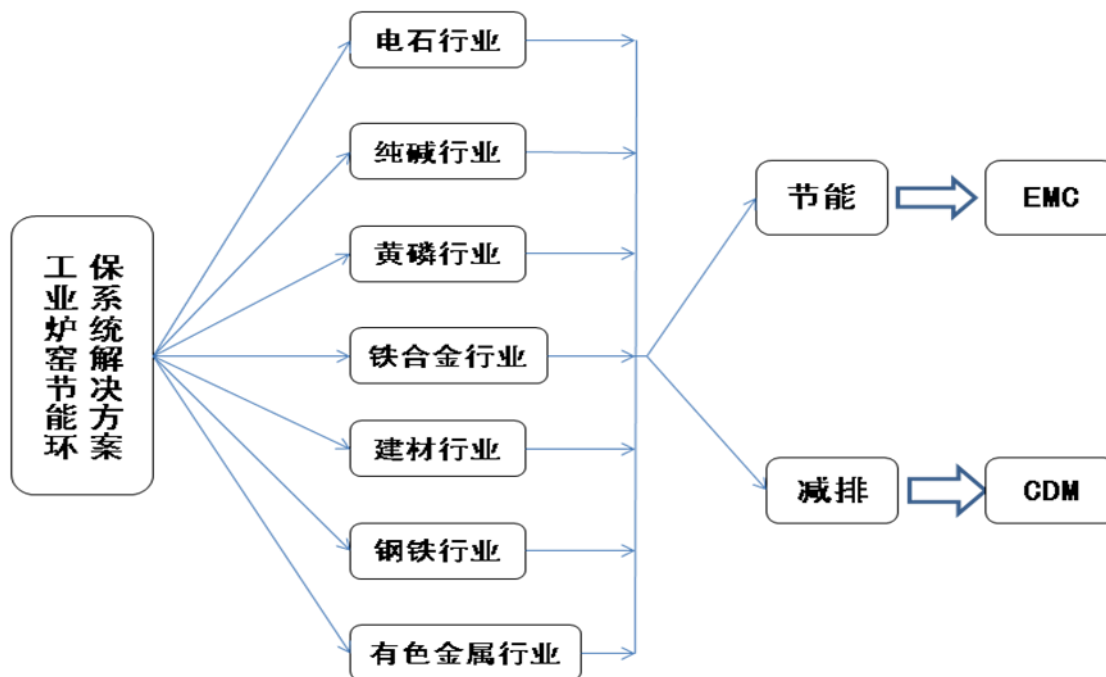 工业炉窑节能环
保系统解决方案
电石行业
纯碱行业
黄磷行业
铁合金行业
建材行业
钢铁行业
有色金属行业
节能
EMC
减排
CDM